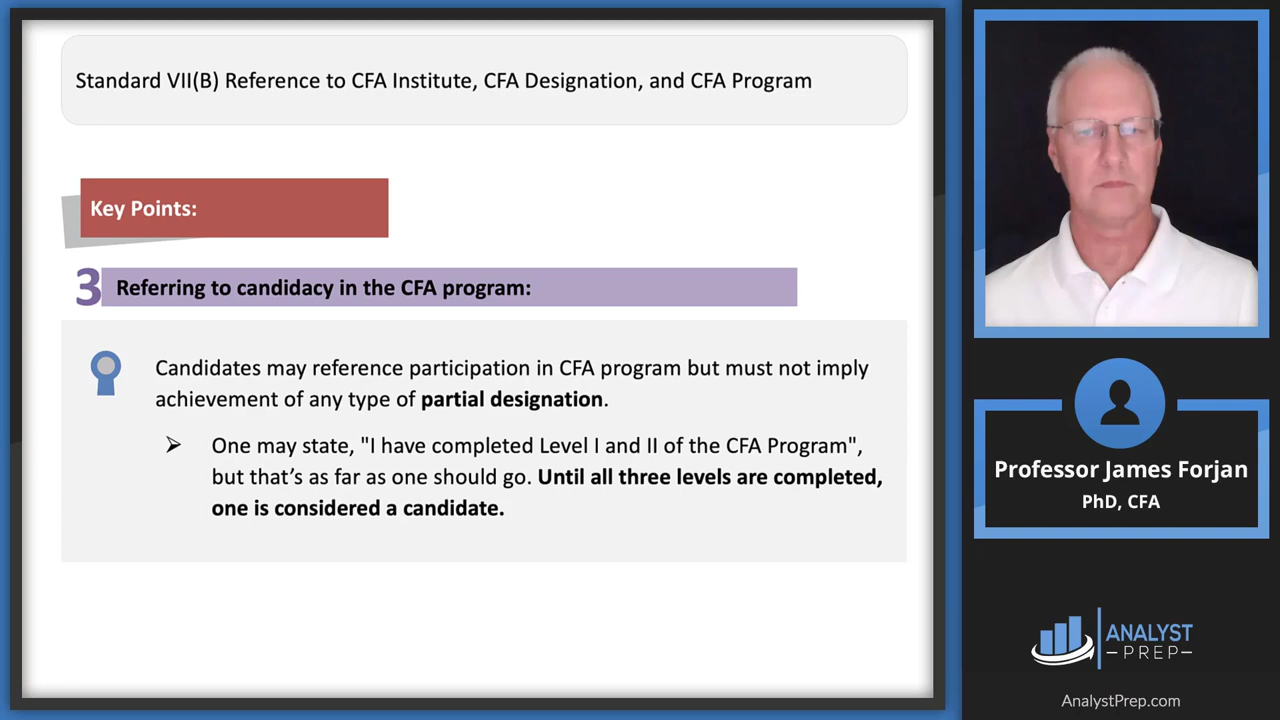 Standard VII(B) Reference to CFA Institute, CFA Designation, and CFA Program
Key Points:
3 Referring to candidacy in the CFA program:
Candidates may reference participation in CFA program but must not imply
achievement of any type of partial designation.
➢ One may state, "I have completed Level I and II of the CFA Program",
but that's as far as one should go. Until all three levels are completed,
one is considered a candidate.
Professor James Forjan
PhD, CFA
ANALYST
–PREP–
AnalystPrep.com